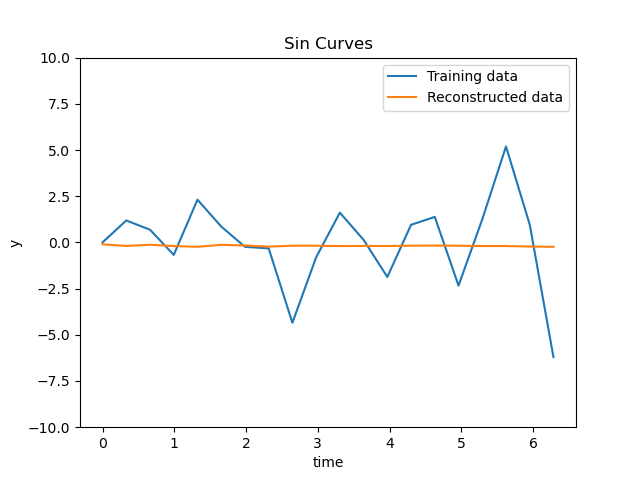 Sin Curves
Training data
Reconstructed data
10.0
7.5
5.0
2.5
0.0
−2.5
−5.0
−7.5
−10.0
y
0 1 2 3 4 5 6
time